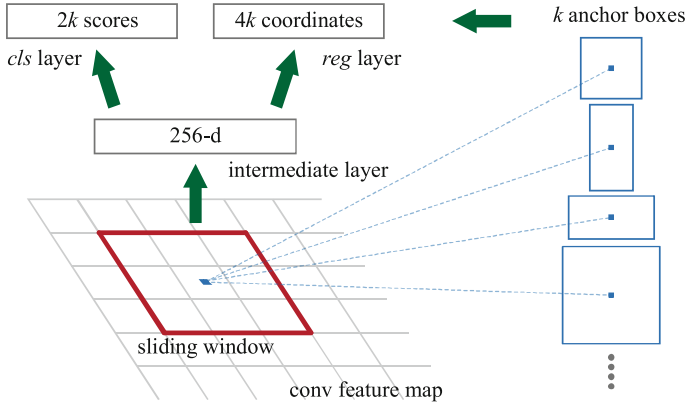 2k scores
4k coordinates
k anchor boxes
cls layer
reg layer
256-d
intermediate layer
sliding window
conv feature map